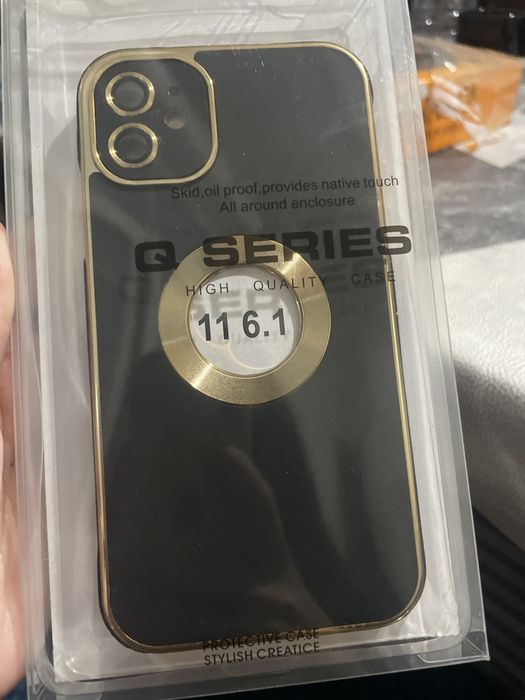 Skid,oil proof,provides native touch
All around enclosure
Q SERIES
HIGH QUALITY CASE
11 6.1
PROTECTIVE CASE
STYLISH CREATICE